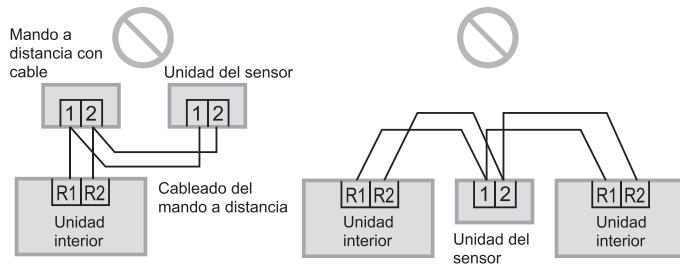 Mando a
distancia con
cable
Unidad del sensor
1 2
1 2
R1 R2
Unidad
interior
Cableado del
mando a distancia
R1 R2
Unidad
interior
1 2
Unidad del
sensor
R1 R2
Unidad
interior